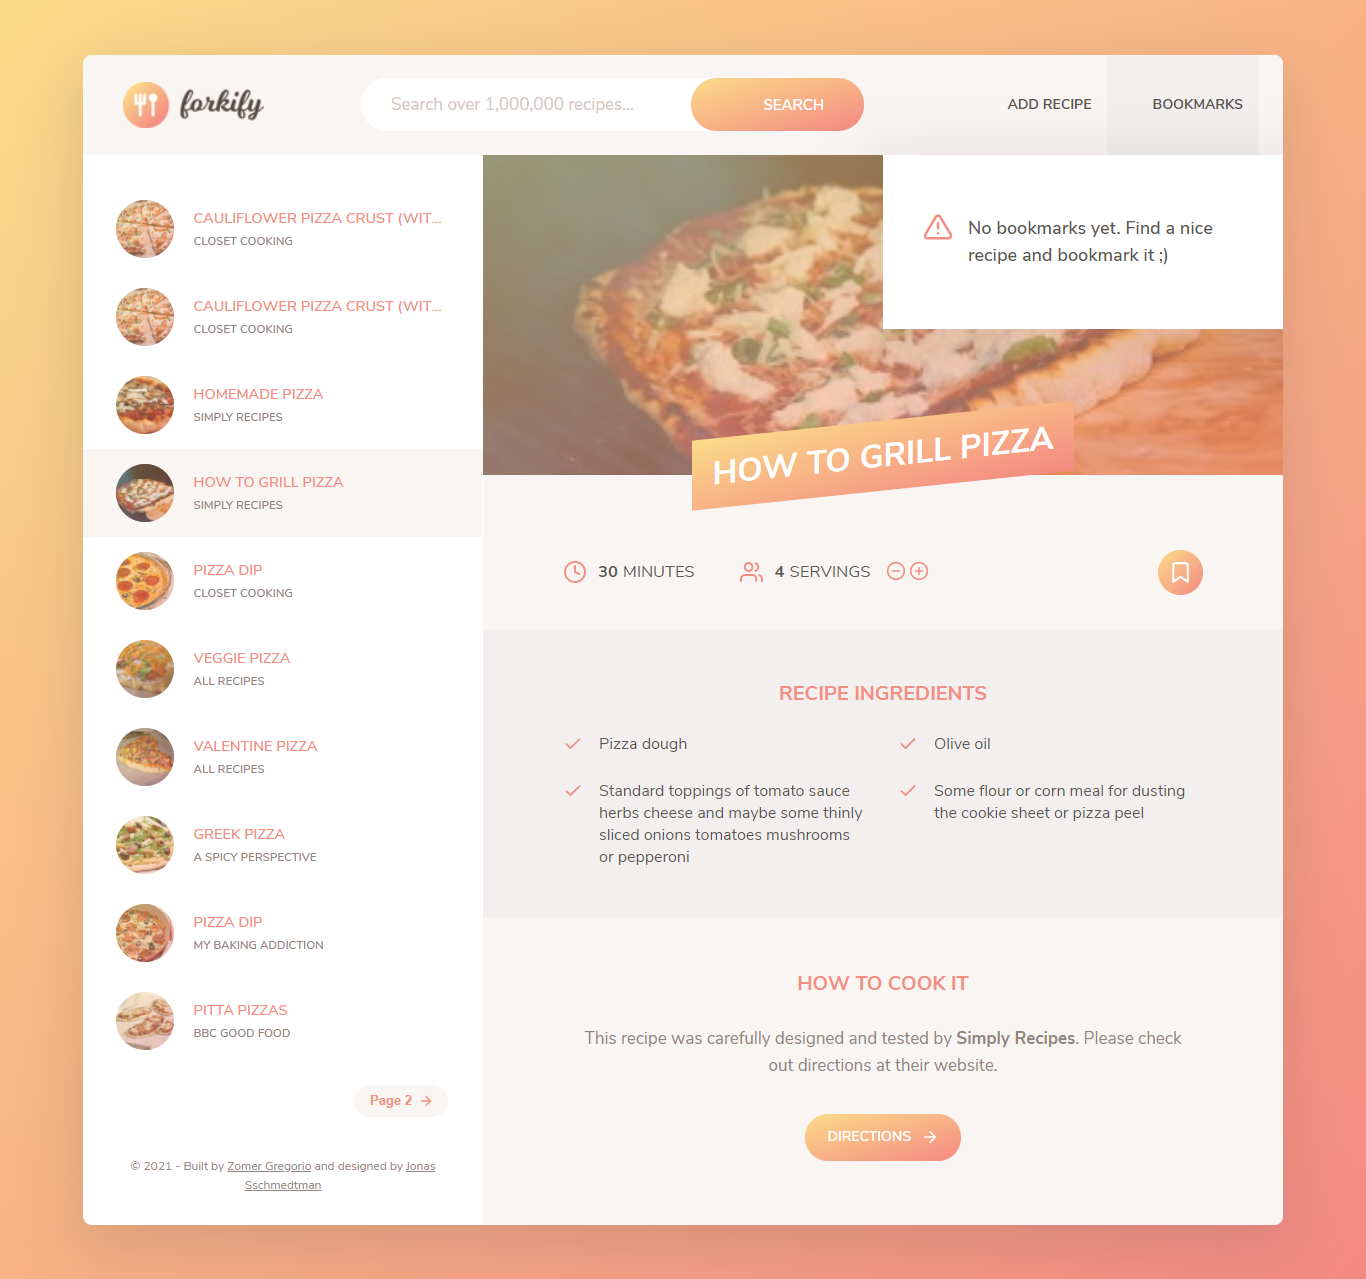 forkify
Search over 1,000,000 recipes...
SEARCH
ADD RECIPE
BOOKMARKS
No bookmarks yet. Find a nice
recipe and bookmark it ;)
CAULIFLOWER PIZZA CRUST (WIT...
CLOSET COOKING
CAULIFLOWER PIZZA CRUST (WIT...
CLOSET COOKING
HOMEMADE PIZZA
SIMPLY RECIPES
HOW TO GRILL PIZZA
SIMPLY RECIPES
PIZZA DIP
CLOSET COOKING
VEGGIE PIZZA
ALL RECIPES
VALENTINE PIZZA
ALL RECIPES
GREEK PIZZA
A SPICY PERSPECTIVE
PIZZA DIP
MY BAKING ADDICTION
PITTA PIZZAS
BBC GOOD FOOD
Page 2
© 2021 - Built by Zomer Gregorio and designed by Jonas
Sschmedtman
HOW TO GRILL PIZZA
30 MINUTES
4 SERVINGS
RECIPE INGREDIENTS
Pizza dough
Olive oil
Standard toppings of tomato sauce
herbs cheese and maybe some thinly
sliced onions tomatoes mushrooms
or pepperoni
Some flour or corn meal for dusting
the cookie sheet or pizza peel
HOW TO COOK IT
This recipe was carefully designed and tested by Simply Recipes. Please check
out directions at their website.
DIRECTIONS